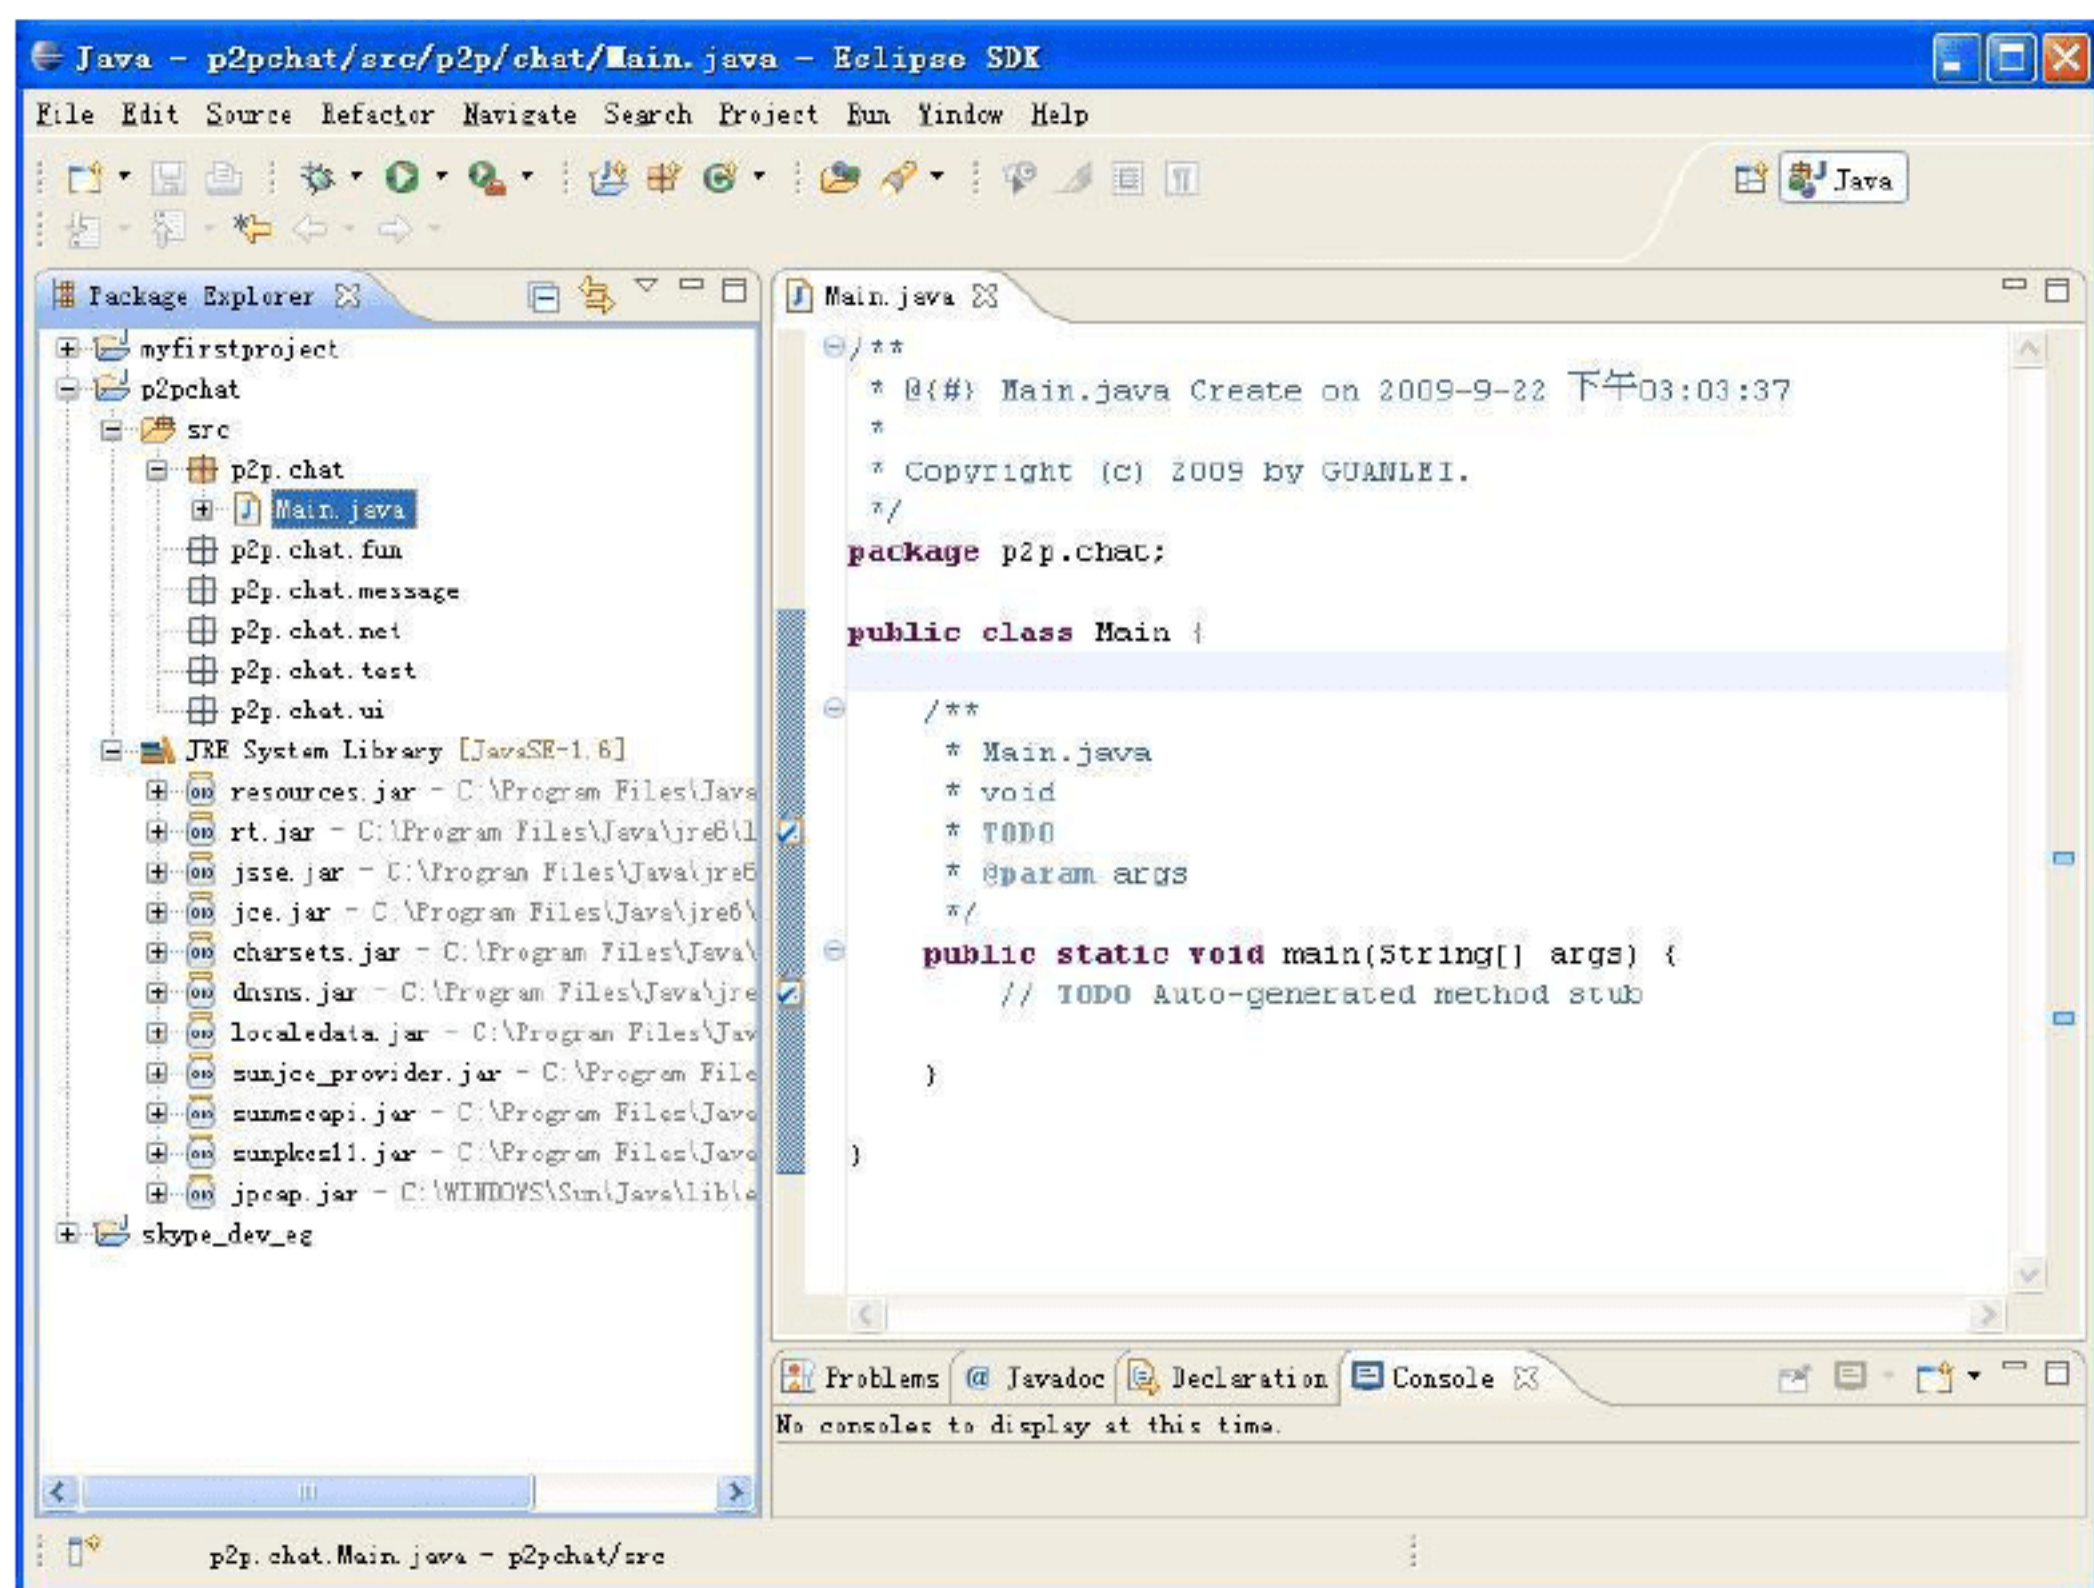 Java - p2pchat/src/p2p/chat/Main.java - Eclipse SDK
File Edit Source Refactor Navigate Search Project Run Window Help
Java
Package Explorer
myfirstproject
p2pchat
src
p2p.chat
Main.java
p2p.chat.fun
p2p.chat.message
p2p.chat.net
p2p.chat.test
p2p.chat.ui
JRE System Library [JavaSE-1.6]
resources.jar - C:\Program Files\Java
rt.jar - C:\Program Files\Java\jre6\l
jsse.jar - C:\Program Files\Java\jre6
jce.jar - C:\Program Files\Java\jre6\
charsets.jar - C:\Program Files\Java\
dnsns.jar - C:\Program Files\Java\jre
localedata.jar - C:\Program Files\Jav
sunjce_provider.jar - C:\Program File
sunmscapi.jar - C:\Program Files\Java
sunpkcs11.jar - C:\Program Files\Java
jpcap.jar - C:\WINDOWS\Sun\Java\lib\e
skype_dev_eg
Main.java
/**
* @{#} Main.java Create on 2009-9-22 下午03:03:37
*
* Copyright (c) 2009 by GUANLEI.
*/
package p2p.chat;
public class Main {
/**
* Main.java
* void
* TODO
* @param args
*/
public static void main(String[] args) {
// TODO Auto-generated method stub
}
}
Problems @ Javadoc Declaration Console
No consoles to display at this time.
p2p.chat.Main.java - p2pchat/src